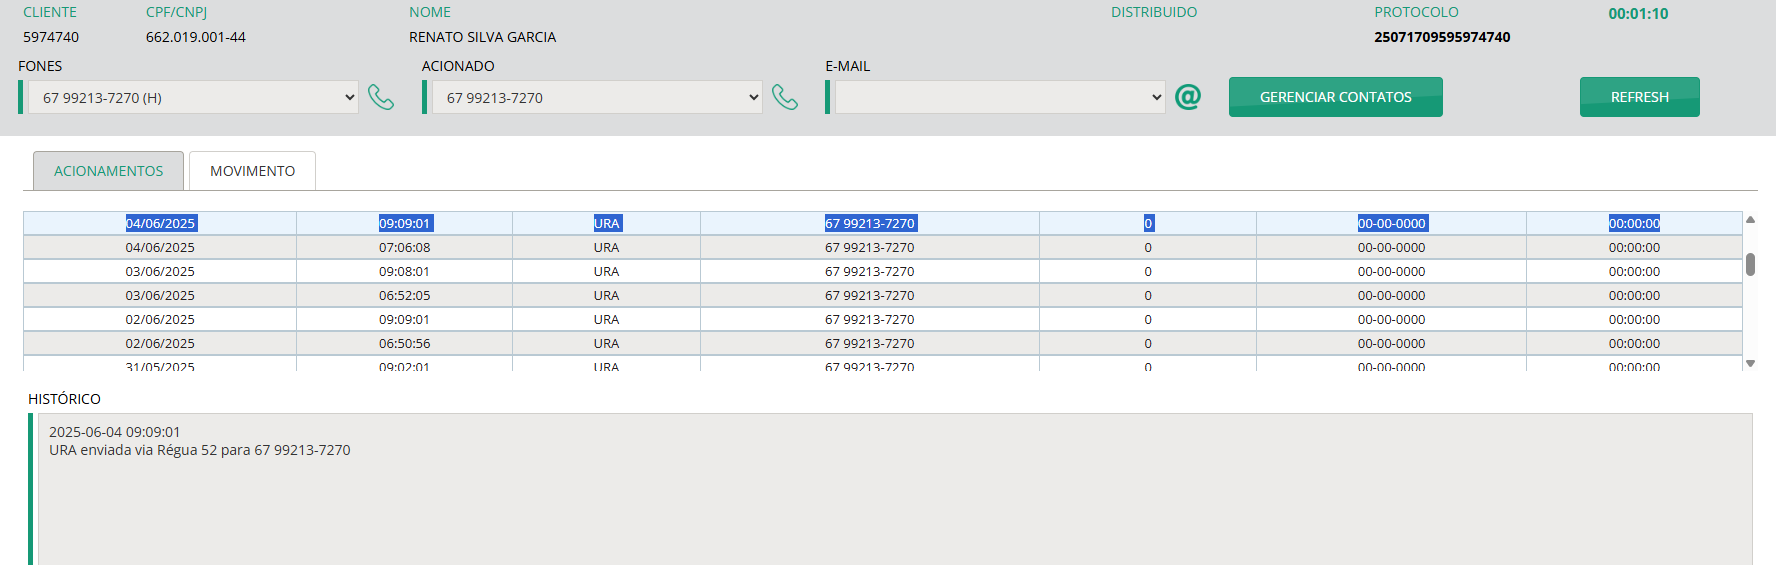 CLIENTE CPF/CNPJ NOME DISTRIBUIDO PROTOCOLO 00:01:10
5974740 662.019.001-44 RENATO SILVA GARCIA 25071709595974740
FONES ACIONADO E-MAIL
67 99213-7270 (H) 67 99213-7270 @ GERENCIAR CONTATOS REFRESH
ACIONAMENTOS MOVIMENTO
04/06/2025 09:09:01 URA 67 99213-7270 0 00-00-0000 00:00:00
04/06/2025 07:06:08 URA 67 99213-7270 0 00-00-0000 00:00:00
03/06/2025 09:08:01 URA 67 99213-7270 0 00-00-0000 00:00:00
03/06/2025 06:52:05 URA 67 99213-7270 0 00-00-0000 00:00:00
02/06/2025 09:09:01 URA 67 99213-7270 0 00-00-0000 00:00:00
02/06/2025 06:50:56 URA 67 99213-7270 0 00-00-0000 00:00:00
31/05/2025 09:02:01 URA 67 99213-7270 0 00-00-0000 00:00:00
HISTÓRICO
2025-06-04 09:09:01
URA enviada via Régua 52 para 67 99213-7270